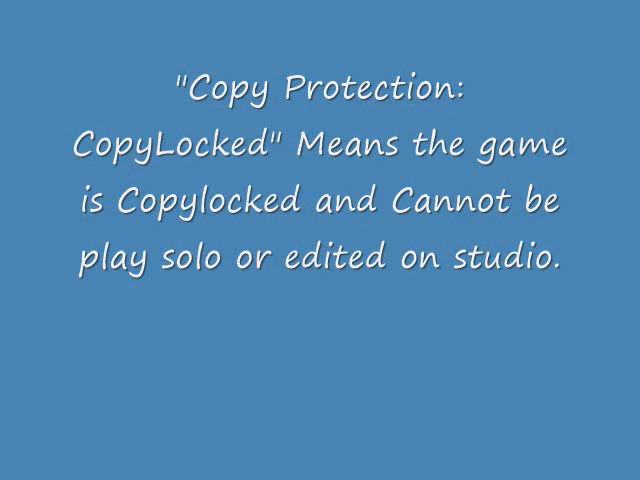 "Copy Protection:
CopyLocked" Means the game
is Copylocked and Cannot be
play solo or edited on studio.